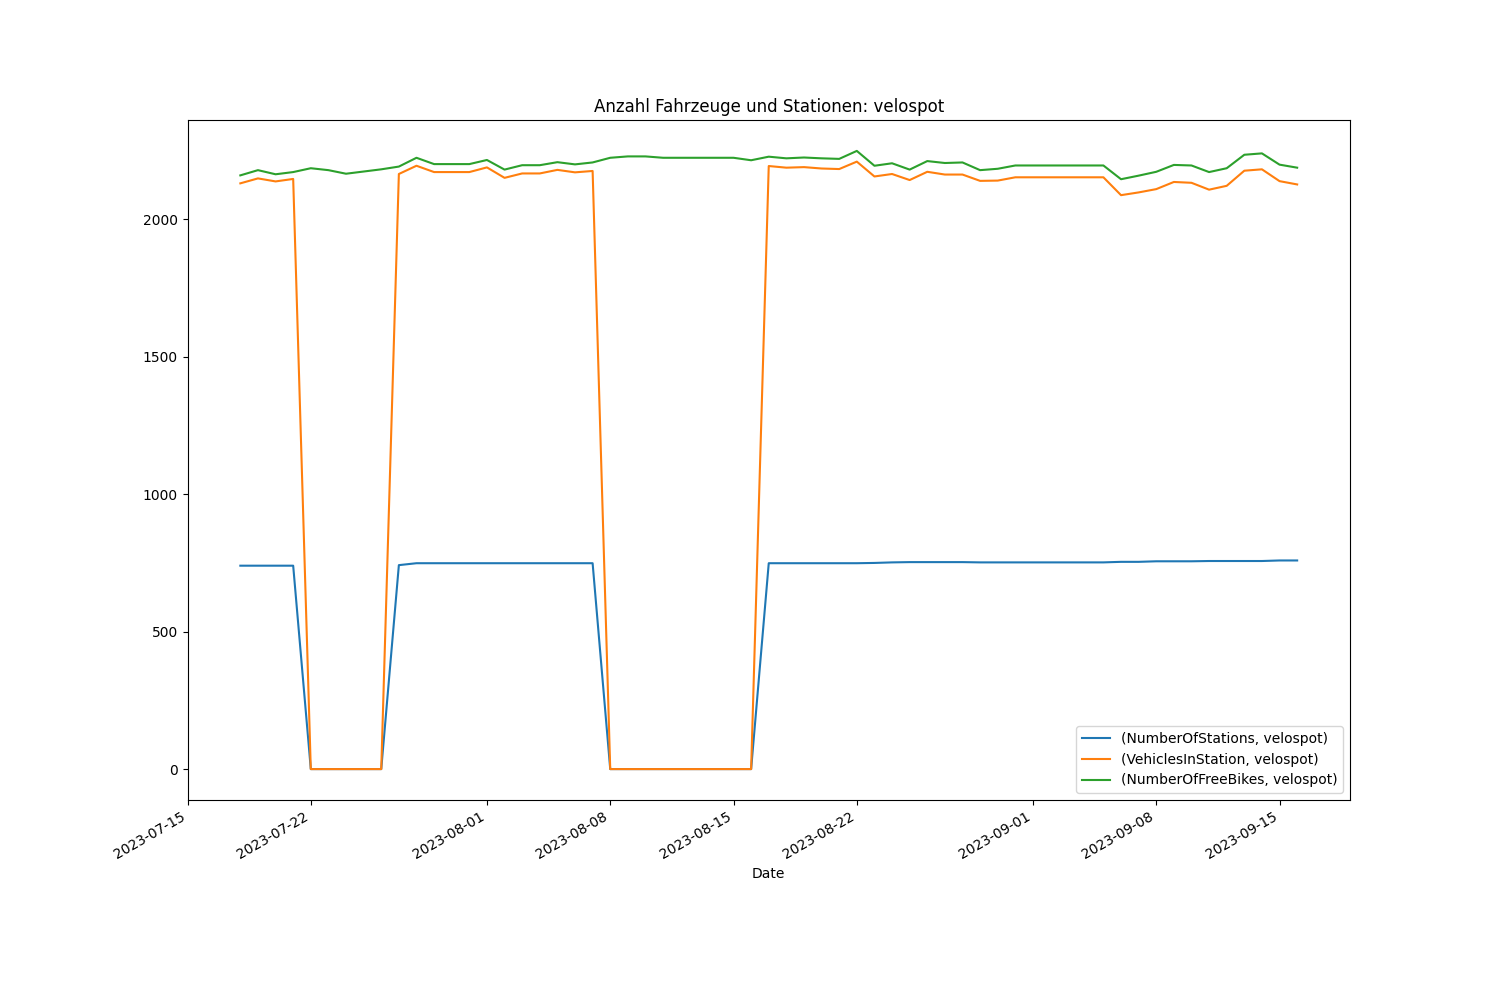 Anzahl Fahrzeuge und Stationen: velospot
2000
1500
1000
500
0
(NumberOfStations, velospot)
(VehiclesInStation, velospot)
(NumberOfFreeBikes, velospot)
2023-07-15
2023-07-22
2023-08-01
2023-08-08
2023-08-15
2023-08-22
2023-09-01
2023-09-08
2023-09-15
Date